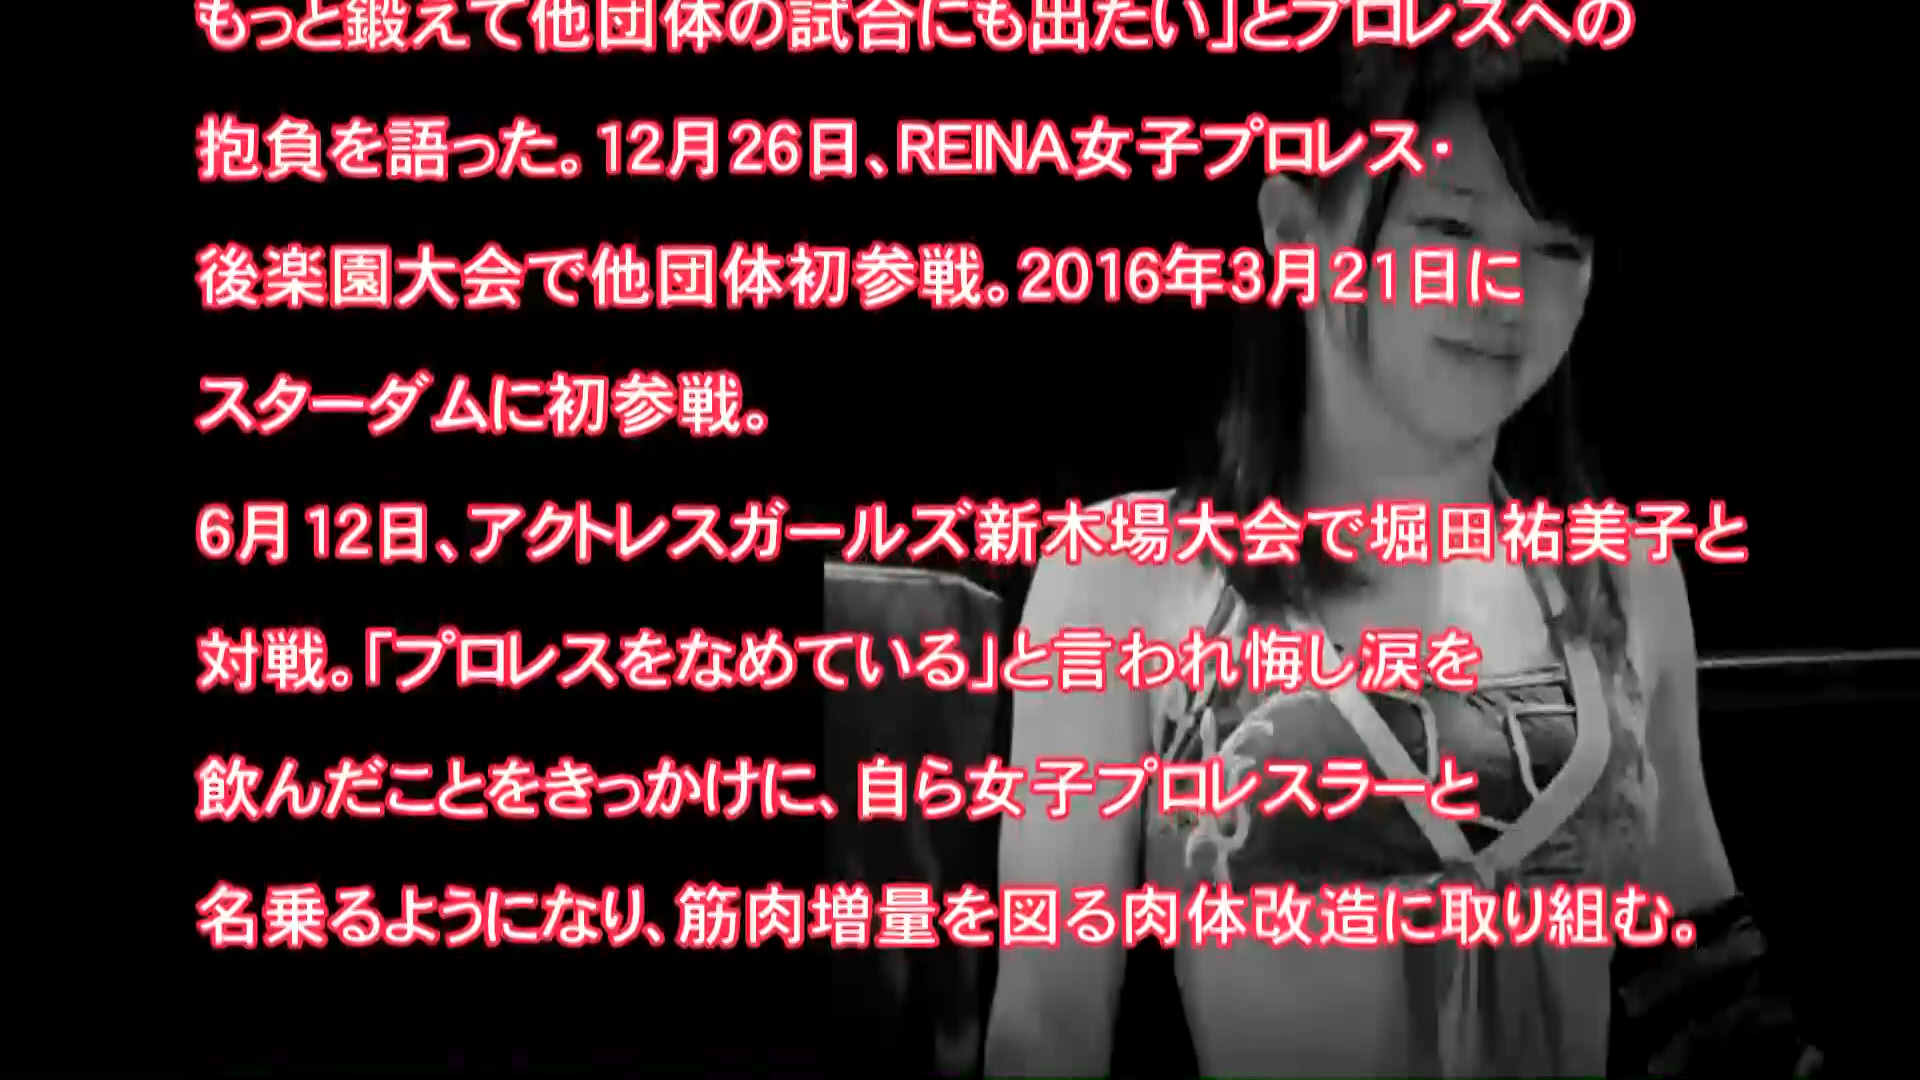 もっと鍛えて他団体の試合にも出たい」とプロレスへの
抱負を語った。12月26日、REINA女子プロレス・
後楽園大会で他団体初参戦。2016年3月21日に
スターダムに初参戦。
6月12日、アクトレスガールズ新木場大会で堀田祐美子と
対戦。「プロレスをなめている」と言われ悔し涙を
飲んだことをきっかけに、自ら女子プロレスラーと
名乗るようになり、筋肉増量を図る肉体改造に取り組む。